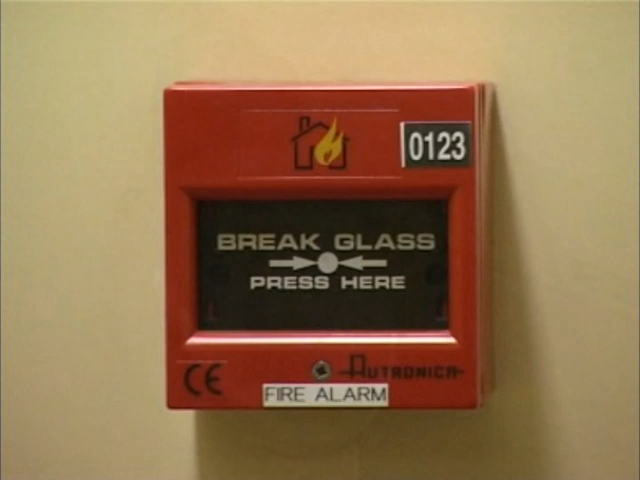 0123
BREAK GLASS
PRESS HERE
CE
AUTRONICA
FIRE ALARM